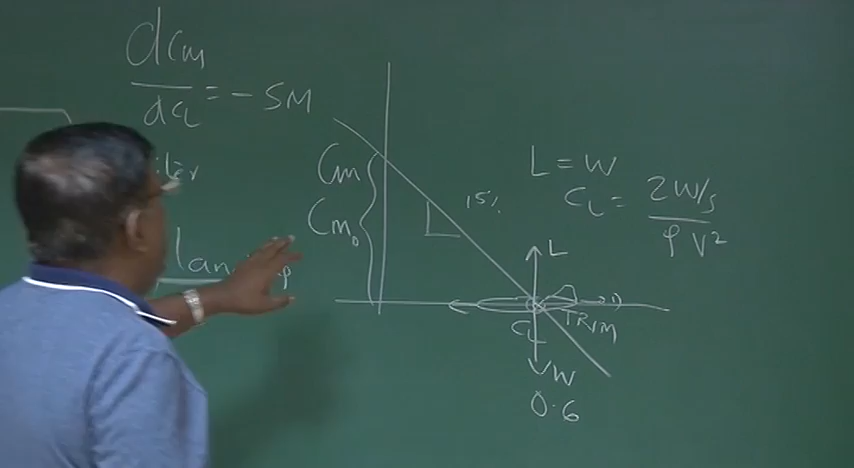 dCm
dCL = - SM
Cm
Cm0
15%
L = W
CL = 2W/S
ρV²
L
D
CL TRIM
W
0.6